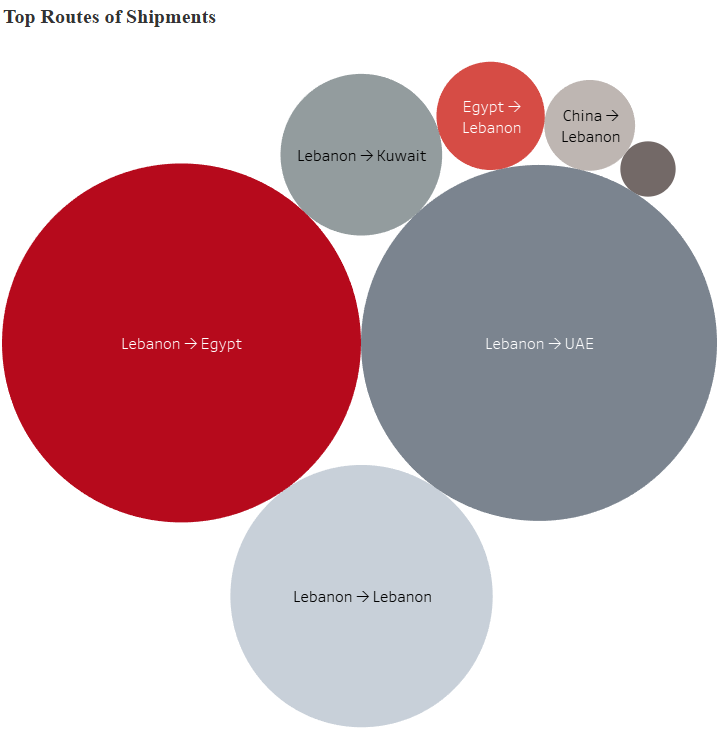 Top Routes of Shipments
Egypt →
Lebanon
China →
Lebanon
Lebanon → Kuwait
Lebanon → Egypt
Lebanon → UAE
Lebanon → Lebanon